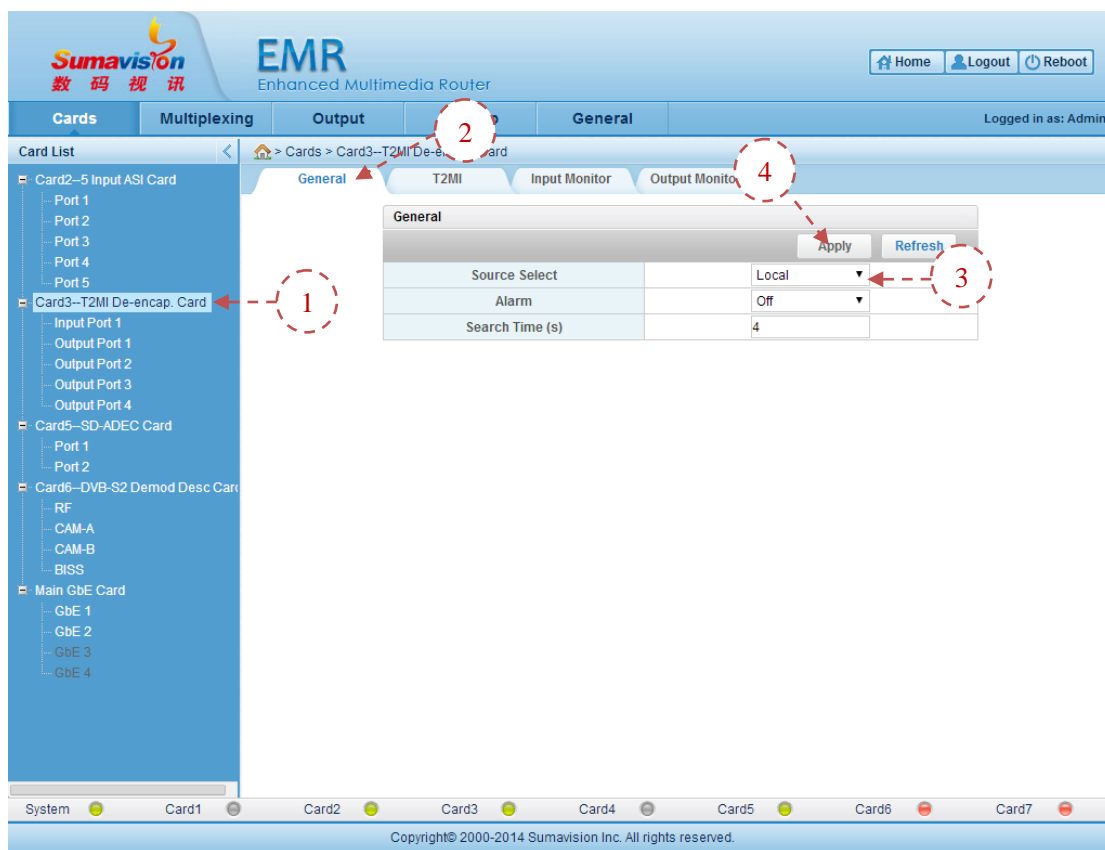 Sumavision
数码视讯
EMR
Enhanced Multimedia Router
Home Logout Reboot
Cards Multiplexing Output General Logged in as: Admin
2
Card List
> Cards > Card3--T2MI De- Card
General T2MI Input Monitor Output Monito
4
Card2--5 Input ASI Card
Port 1
Port 2
Port 3
Port 4
Port 5
Card3--T2MI De-encap. Card
Input Port 1
Output Port 1
Output Port 2
Output Port 3
Output Port 4
Card5--SD-ADEC Card
Port 1
Port 2
Card6--DVB-S2 Demod Desc Card
RF
CAM-A
CAM-B
BISS
Main GbE Card
GbE 1
GbE 2
GbE 3
GbE 4
1
General
Apply Refresh
Source Select Local
3
Alarm Off
Search Time (s) 4
System Card1 Card2 Card3 Card4 Card5 Card6 Card7
Copyright© 2000-2014 Sumavision Inc. All rights reserved.